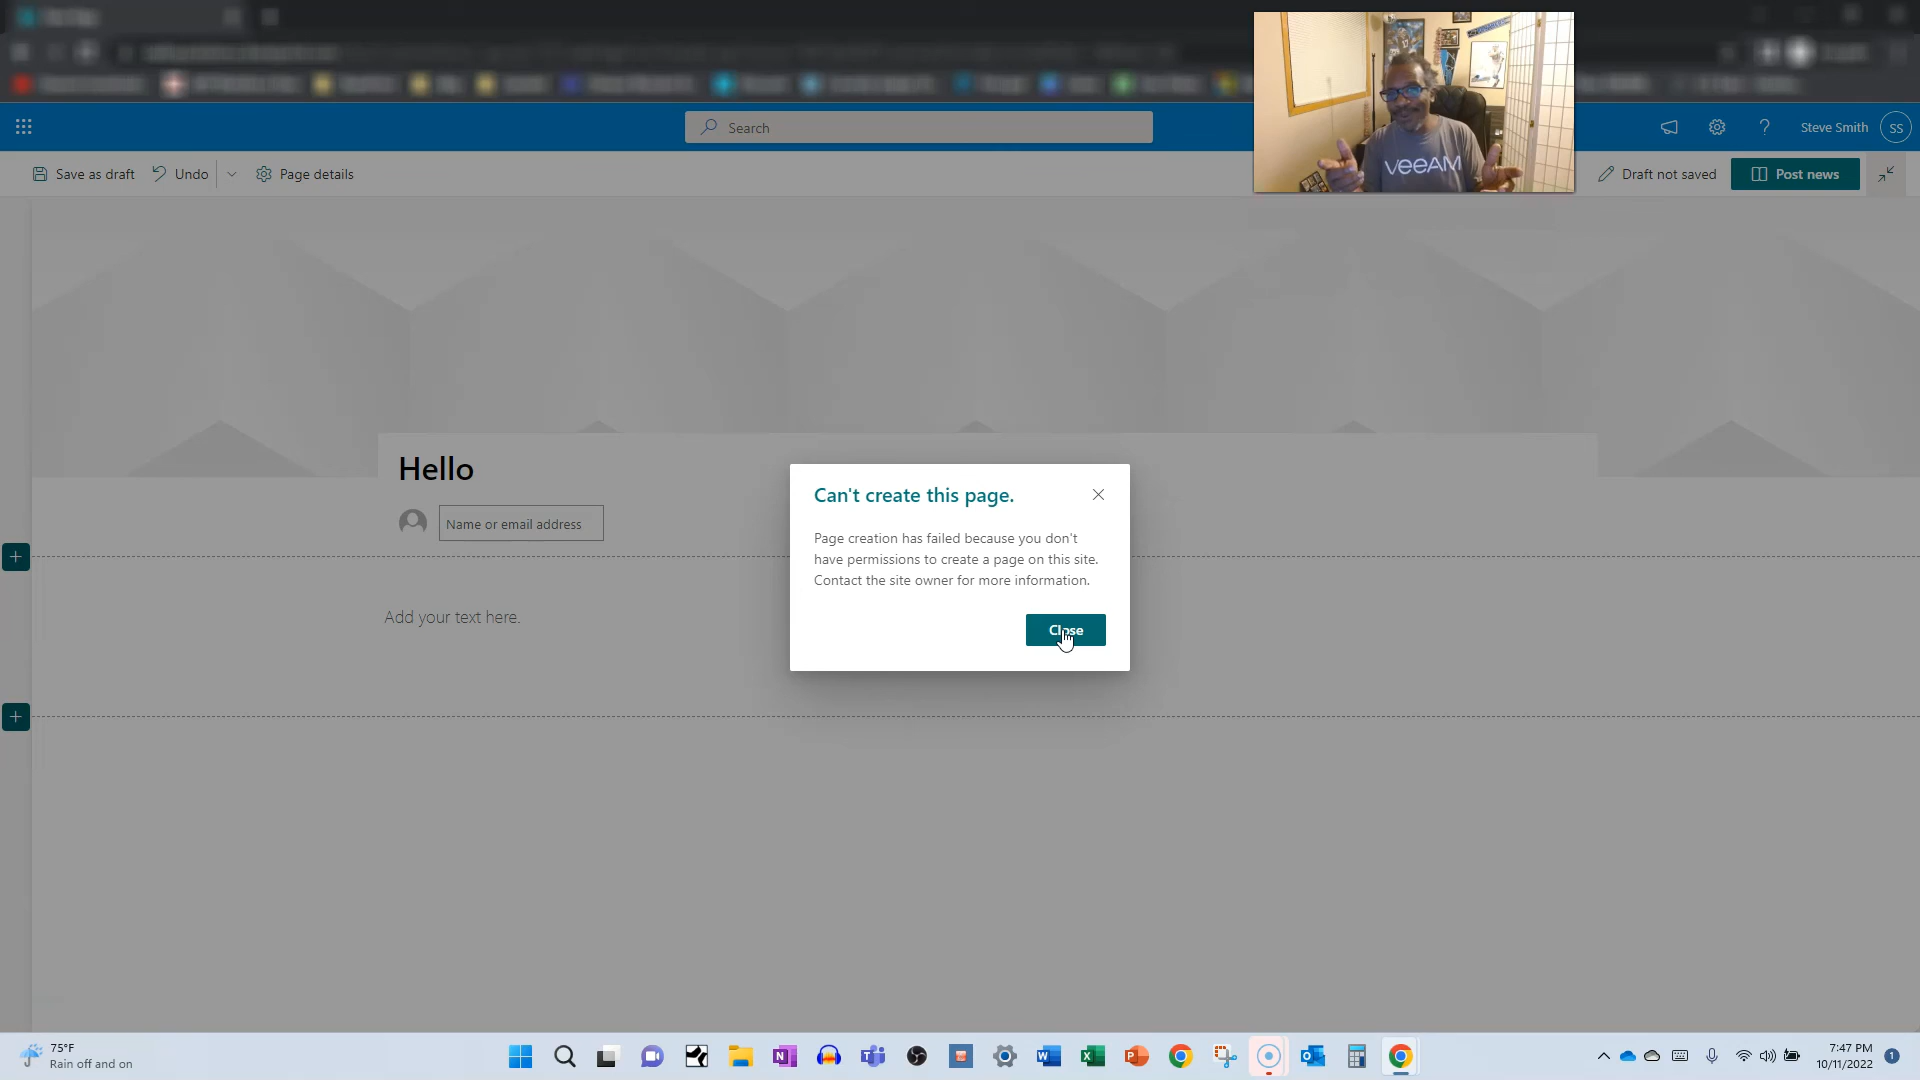 Search
Steve Smith
SS
Save as draft
Undo
Page details
Draft not saved
Post news
veeAM
Hello
Name or email address
Add your text here.
Can't create this page.
Page creation has failed because you don't
have permissions to create a page on this site.
Contact the site owner for more information.
Close
75°F
Rain off and on
7:47 PM
10/11/2022
1